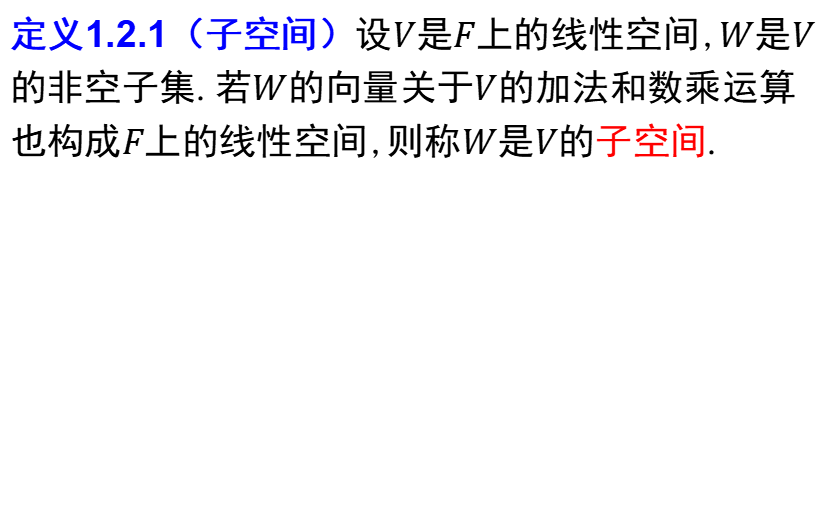 定义1.2.1（子空间）设V是F上的线性空间, W是V
的非空子集. 若W的向量关于V的加法和数乘运算
也构成F上的线性空间, 则称W是V的子空间.